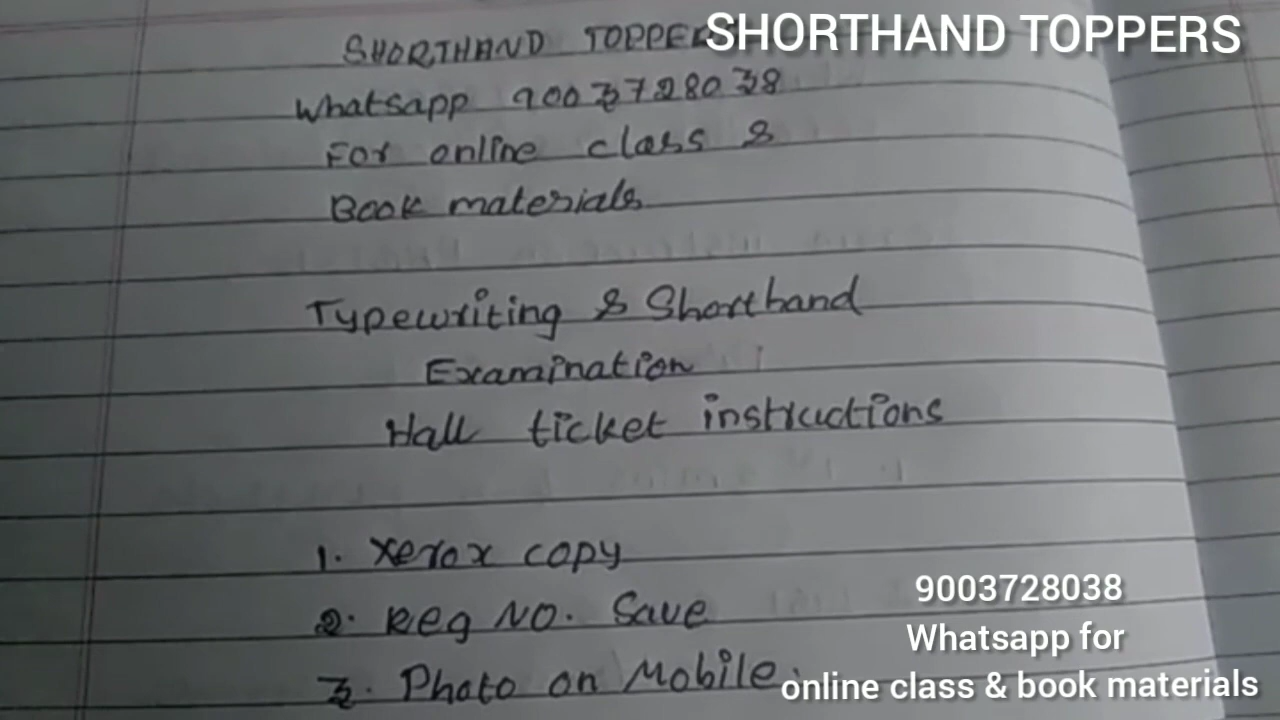 SHORTHAND TOPPERS
SHORTHAND TOPPERS
Whatsapp 9003728038
For online class &
Book materials
Typewriting & Shorthand
Examination
Hall ticket instructions
1. Xerox copy
2. Reg NO. Save
3. Photo on Mobile.
9003728038
Whatsapp for
online class & book materials